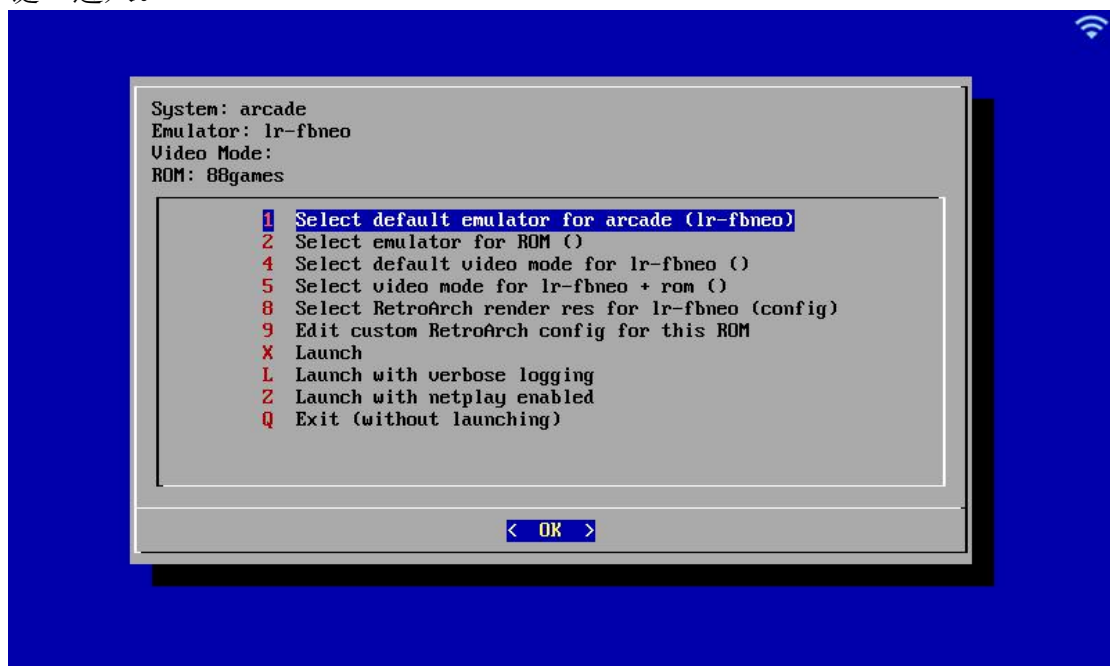 System: arcade
Emulator: lr-fbneo
Video Mode:
ROM: 88games
1 Select default emulator for arcade (lr-fbneo)
2 Select emulator for ROM ()
4 Select default video mode for lr-fbneo ()
5 Select video mode for lr-fbneo + rom ()
8 Select RetroArch render res for lr-fbneo (config)
9 Edit custom RetroArch config for this ROM
X Launch
L Launch with verbose logging
Z Launch with netplay enabled
Q Exit (without launching)
< OK >